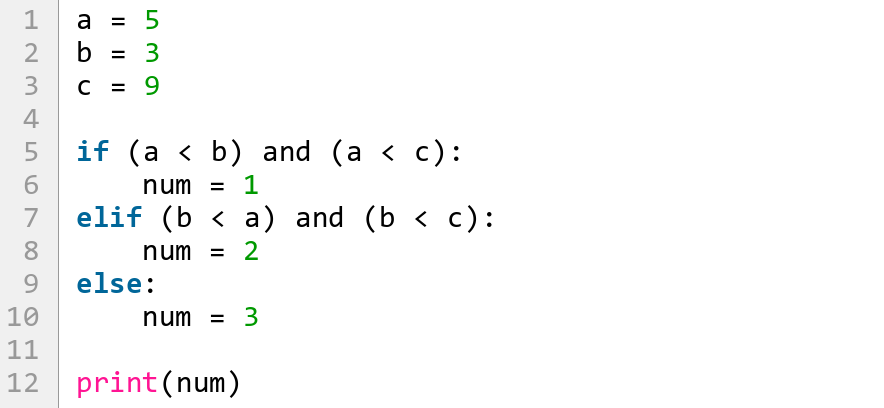 1 a = 5
2 b = 3
3 c = 9
4
5 if (a < b) and (a < c):
6     num = 1
7 elif (b < a) and (b < c):
8     num = 2
9 else:
10     num = 3
11
12 print(num)